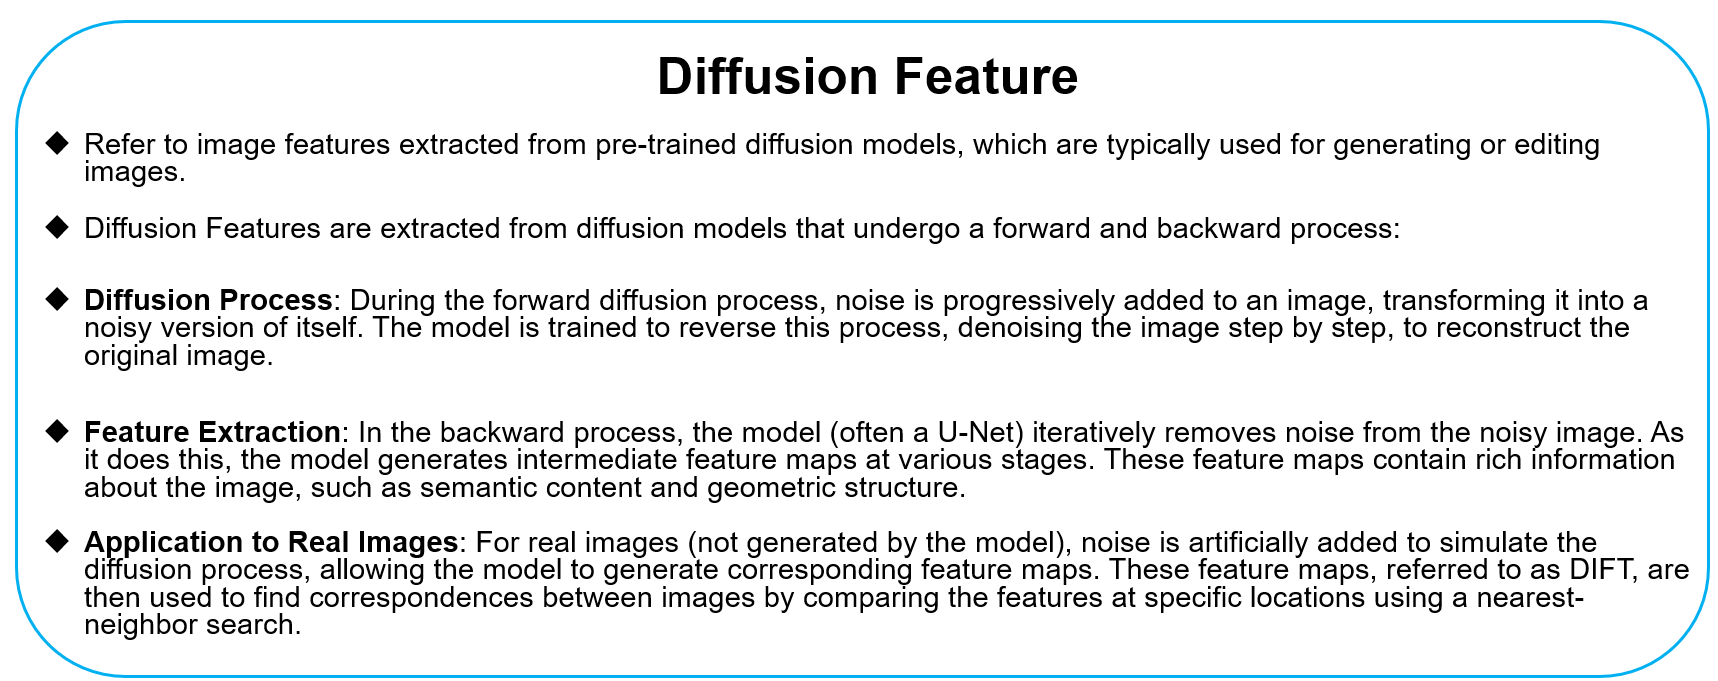 Diffusion Feature
◆ Refer to image features extracted from pre-trained diffusion models, which are typically used for generating or editing
images.
◆ Diffusion Features are extracted from diffusion models that undergo a forward and backward process:
◆ Diffusion Process: During the forward diffusion process, noise is progressively added to an image, transforming it into a
noisy version of itself. The model is trained to reverse this process, denoising the image step by step, to reconstruct the
original image.
◆ Feature Extraction: In the backward process, the model (often a U-Net) iteratively removes noise from the noisy image. As
it does this, the model generates intermediate feature maps at various stages. These feature maps contain rich information
about the image, such as semantic content and geometric structure.
◆ Application to Real Images: For real images (not generated by the model), noise is artificially added to simulate the
diffusion process, allowing the model to generate corresponding feature maps. These feature maps, referred to as DIFT, are
then used to find correspondences between images by comparing the features at specific locations using a nearest-
neighbor search.